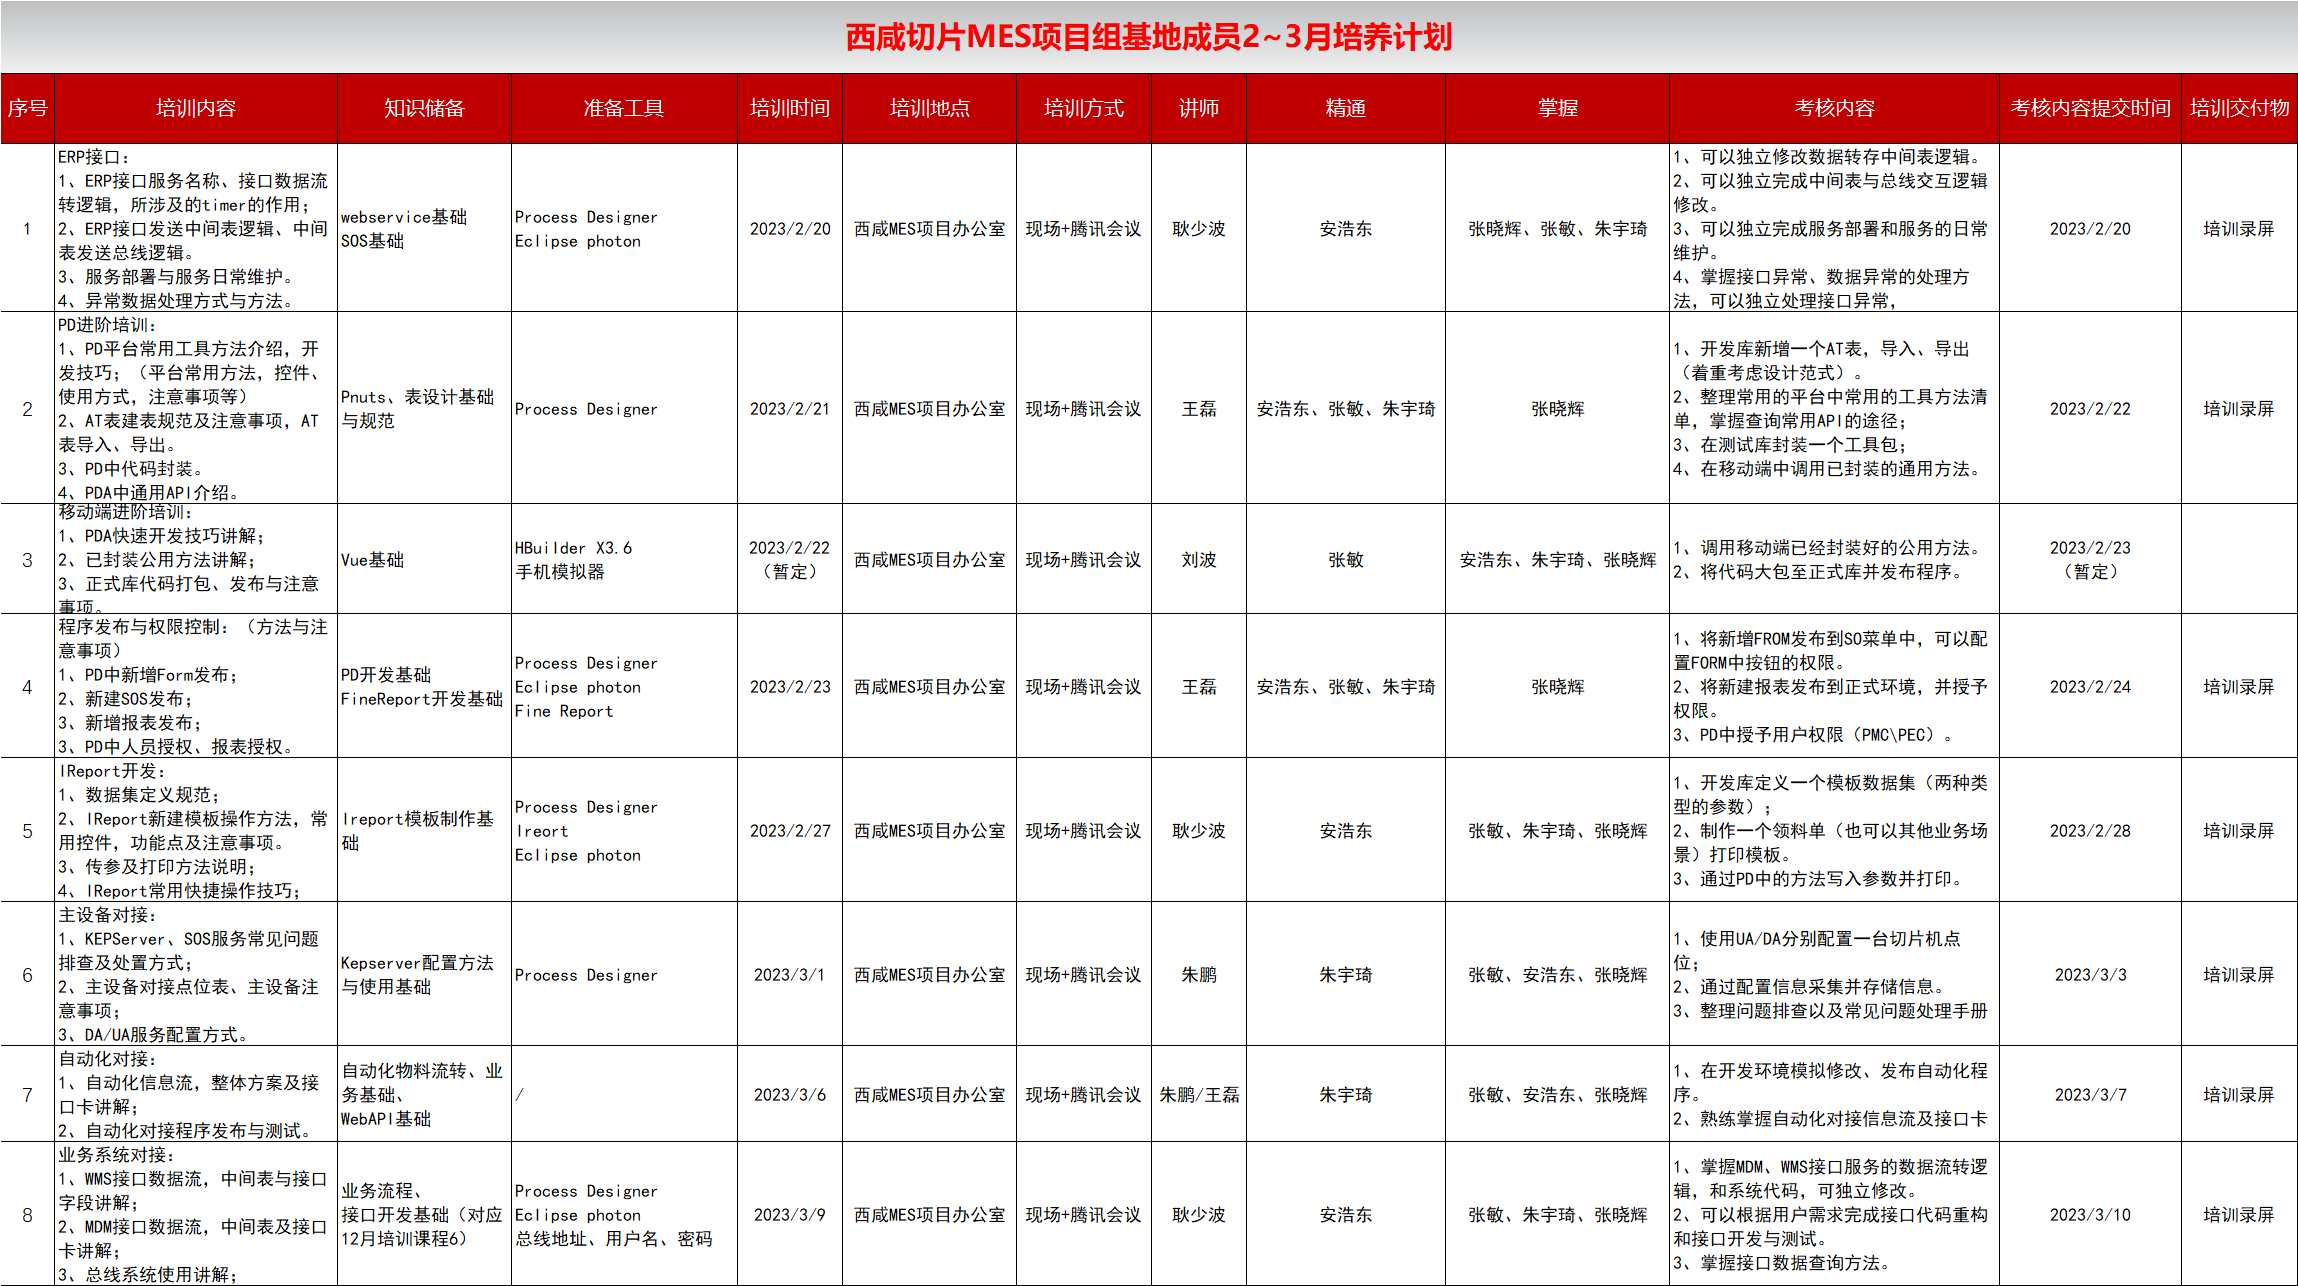 西咸切片MES项目组基地成员2~3月培养计划
序号 培训内容 知识储备 准备工具 培训时间 培训地点 培训方式 讲师 精通 掌握 考核内容 考核内容提交时间 培训交付物
1
ERP接口：
1、ERP接口服务名称、接口数据流
转逻辑，所涉及的timer的作用；
2、ERP接口发送中间表逻辑、中间
表发送总线逻辑。
3、服务部署与服务日常维护。
4、异常数据处理方式与方法。
webservice基础
SOS基础
Process Designer
Eclipse photon
2023/2/20
西咸MES项目办公室
现场+腾讯会议
耿少波
安浩东
张晓辉、张敏、朱宇琦
1、可以独立修改数据转存中间表逻辑。
2、可以独立完成中间表与总线交互逻辑
修改。
3、可以独立完成服务部署和服务的日常
维护。
4、掌握接口异常、数据异常的处理方
法，可以独立处理接口异常，
2023/2/20
培训录屏
2
PD进阶培训：
1、PD平台常用工具方法介绍，开
发技巧；（平台常用方法，控件、
使用方式，注意事项等）
2、AT表建表规范及注意事项，AT
表导入、导出。
3、PD中代码封装。
4、PDA中通用API介绍。
Pnuts、表设计基础
与规范
Process Designer
2023/2/21
西咸MES项目办公室
现场+腾讯会议
王磊
安浩东、张敏、朱宇琦
张晓辉
1、开发库新增一个AT表，导入、导出
（着重考虑设计范式）。
2、整理常用的平台中常用的工具方法清
单，掌握查询常用API的途径；
3、在测试库封装一个工具包；
4、在移动端中调用已封装的通用方法。
2023/2/22
培训录屏
3
移动端进阶培训：
1、PDA快速开发技巧讲解；
2、已封装公用方法讲解；
3、正式库代码打包、发布与注意
事项。
Vue基础
HBuilder X3.6
手机模拟器
2023/2/22
（暂定）
西咸MES项目办公室
现场+腾讯会议
刘波
张敏
安浩东、朱宇琦、张晓辉
1、调用移动端已经封装好的公用方法。
2、将代码大包至正式库并发布程序。
2023/2/23
（暂定）
4
程序发布与权限控制：（方法与注
意事项）
1、PD中新增Form发布；
2、新建SOS发布；
3、新增报表发布；
3、PD中人员授权、报表授权。
PD开发基础
FineReport开发基础
Process Designer
Eclipse photon
Fine Report
2023/2/23
西咸MES项目办公室
现场+腾讯会议
王磊
安浩东、张敏、朱宇琦
张晓辉
1、将新增FROM发布到SO菜单中，可以配
置FORM中按钮的权限。
2、将新建报表发布到正式环境，并授予
权限。
3、PD中授予用户权限（PMC\PEC）。
2023/2/24
培训录屏
5
IReport开发：
1、数据集定义规范；
2、IReport新建模板操作方法，常
用控件，功能点及注意事项。
3、传参及打印方法说明；
4、IReport常用快捷操作技巧；
Ireport模板制作基
础
Process Designer
Ireort
Eclipse photon
2023/2/27
西咸MES项目办公室
现场+腾讯会议
耿少波
安浩东
张敏、朱宇琦、张晓辉
1、开发库定义一个模板数据集（两种类
型的参数）；
2、制作一个领料单（也可以其他业务场
景）打印模板。
3、通过PD中的方法写入参数并打印。
2023/2/28
培训录屏
6
主设备对接：
1、KEPServer、SOS服务常见问题
排查及处置方式；
2、主设备对接点位表、主设备注
意事项；
3、DA/UA服务配置方式。
Kepserver配置方法
与使用基础
Process Designer
2023/3/1
西咸MES项目办公室
现场+腾讯会议
朱鹏
朱宇琦
张敏、安浩东、张晓辉
1、使用UA/DA分别配置一台切片机点
位；
2、通过配置信息采集并存储信息。
3、整理问题排查以及常见问题处理手册
2023/3/3
培训录屏
7
自动化对接：
1、自动化信息流，整体方案及接
口卡讲解；
2、自动化对接程序发布与测试。
自动化物料流转、业
务基础、
WebAPI基础
/
2023/3/6
西咸MES项目办公室
现场+腾讯会议
朱鹏/王磊
朱宇琦
张敏、安浩东、张晓辉
1、在开发环境模拟修改、发布自动化程
序。
2、熟练掌握自动化对接信息流及接口卡
2023/3/7
培训录屏
8
业务系统对接：
1、WMS接口数据流，中间表与接口
字段讲解；
2、MDM接口数据流，中间表及接口
卡讲解；
3、总线系统使用讲解；
业务流程、
接口开发基础（对应
12月培训课程6）
Process Designer
Eclipse photon
总线地址、用户名、密码
2023/3/9
西咸MES项目办公室
现场+腾讯会议
耿少波
安浩东
张敏、朱宇琦、张晓辉
1、掌握MDM、WMS接口服务的数据流转逻
辑，和系统代码，可独立修改。
2、可以根据用户需求完成接口代码重构
和接口开发与测试。
3、掌握接口数据查询方法。
2023/3/10
培训录屏